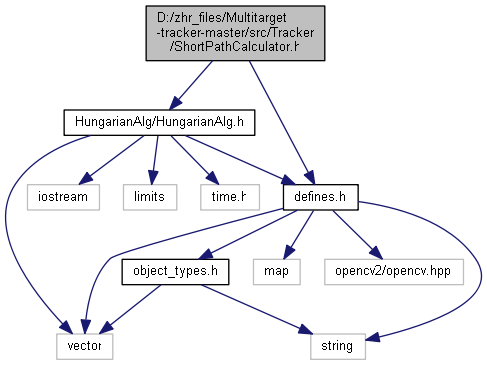 D:/zhr_files/Multitarget
-tracker-master/src/Tracker
/ShortPathCalculator.h
HungarianAlg/HungarianAlg.h
iostream
limits
time.h
defines.h
object_types.h
map
opencv2/opencv.hpp
vector
string